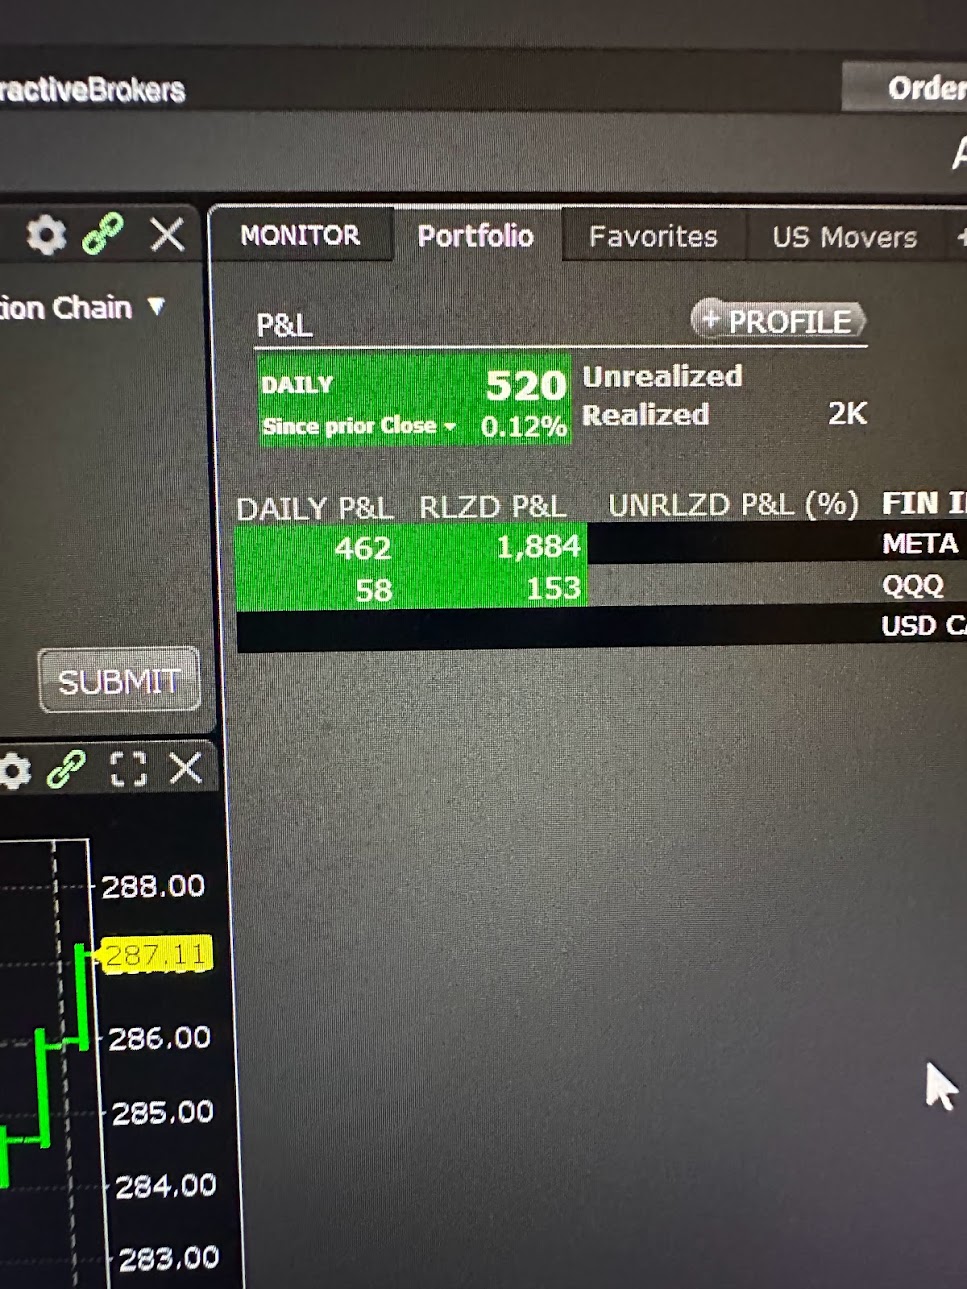 ractiveBrokers
Order
MONITOR Portfolio Favorites US Movers
tion Chain ▼
P&L + PROFILE
DAILY 520 Unrealized
Since prior Close 0.12% Realized 2K
DAILY P&L RLZD P&L UNRLZD P&L (%) FIN I
462 1,884 META
58 153 QQQ
USD CA
SUBMIT
288.00
287.11
286.00
285.00
284.00
283.00